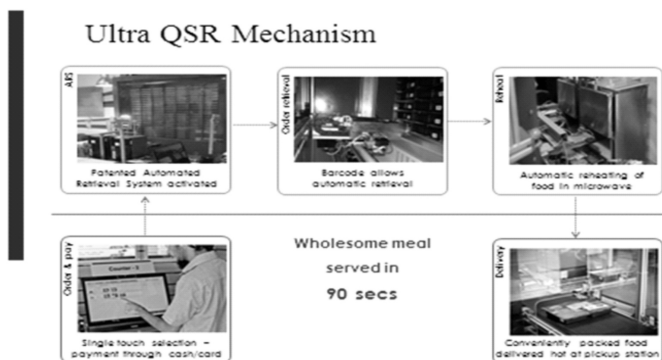 Ultra QSR Mechanism
ARS
Patented Automated
Retrieval System activated
Order retrieval
Barcode allows
automatic retrieval
Reheat
Automatic reheating of
food in microwave
Order & pay
Counter - 3
Single touch selection –
payment through cash/card
Wholesome meal
served in
90 secs
Delivery
Conveniently packed food
delivered hot at pickup station